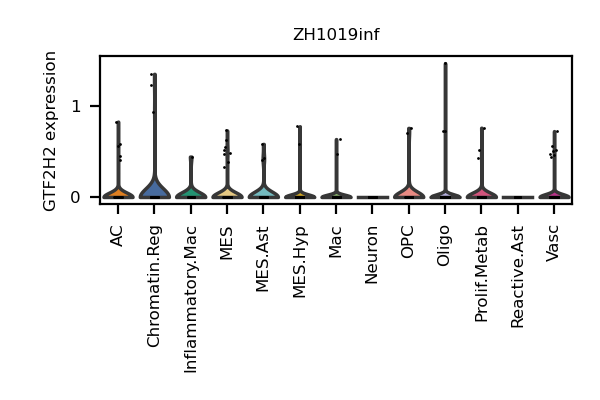 ZH1019inf
GTF2H2 expression
1
0
AC
Chromatin.Reg
Inflammatory.Mac
MES
MES.Ast
MES.Hyp
Mac
Neuron
OPC
Oligo
Prolif.Metab
Reactive.Ast
Vasc